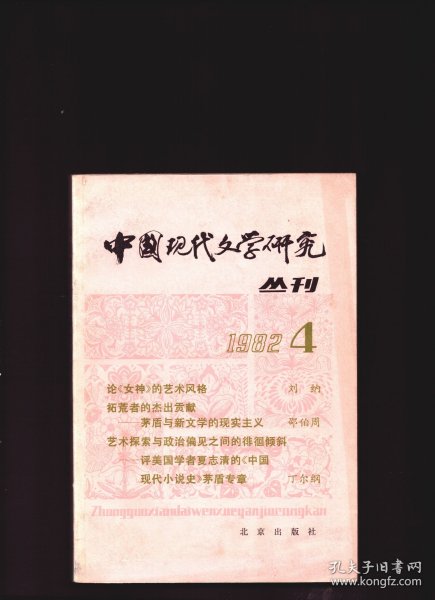 中國现代文学研究
丛刊
1982 4
论《女神》的艺术风格 刘 纳
拓荒者的杰出贡献
——茅盾与新文学的现实主义 邵伯周
艺术探索与政治偏见之间的徘徊倾斜
——评美国学者夏志清的《中国
现代小说史》茅盾专章 丁尔纲
Zhongguoxiandaiwenxueyanjiucongkan
北京出版社
孔夫子旧书网
www.kongfz.com